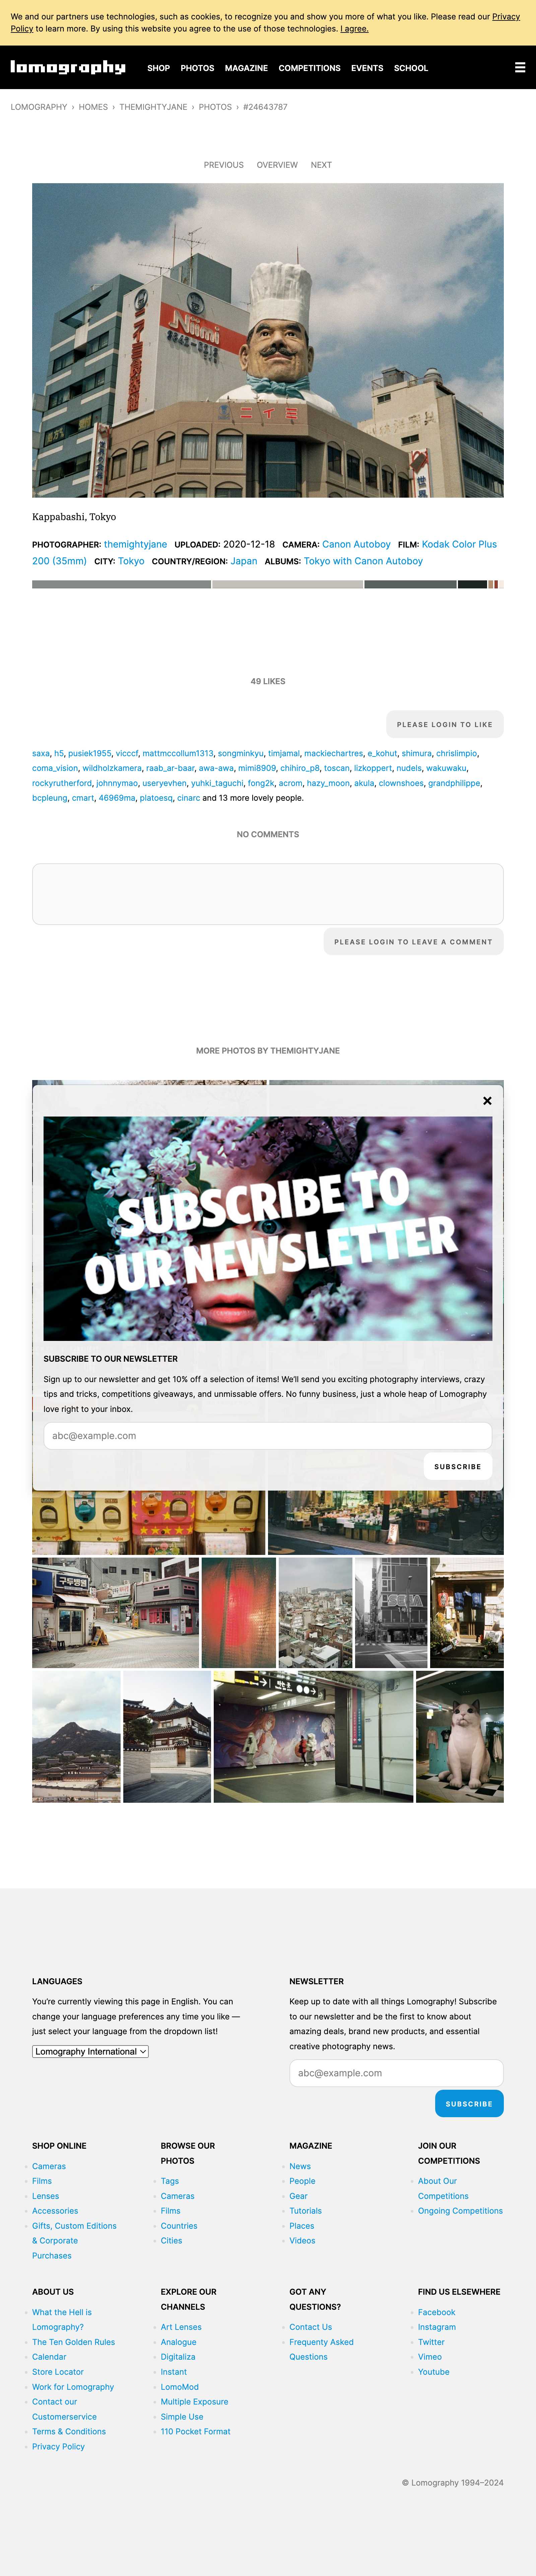 We and our partners use technologies, such as cookies, to recognize you and show you more of what you like. Please read our Privacy
Policy to learn more. By using this website you agree to the use of those technologies. I agree.
lomography
SHOP PHOTOS MAGAZINE COMPETITIONS EVENTS SCHOOL
LOMOGRAPHY › HOMES › THEMIGHTYJANE › PHOTOS › #24643787
PREVIOUS OVERVIEW NEXT
Niimi
ニイミ
Kappabashi, Tokyo
PHOTOGRAPHER: themightyjane UPLOADED: 2020-12-18 CAMERA: Canon Autoboy FILM: Kodak Color Plus
200 (35mm) CITY: Tokyo COUNTRY/REGION: Japan ALBUMS: Tokyo with Canon Autoboy
49 LIKES
PLEASE LOGIN TO LIKE
saxa, h5, pusiek1955, vicccf, mattmccollum1313, songminkyu, timjamal, mackiechartres, e_kohut, shimura, chrislimpio,
coma_vision, wildholzkamera, raab_ar-baar, awa-awa, mimi8909, chihiro_p8, toscan, lizkoppert, nudels, wakuwaku,
rockyrutherford, johnnymao, useryevhen, yuhki_taguchi, fong2k, acrom, hazy_moon, akula, clownshoes, grandphilippe,
bcpleung, cmart, 46969ma, platoesq, cinarc and 13 more lovely people.
NO COMMENTS
PLEASE LOGIN TO LEAVE A COMMENT
MORE PHOTOS BY THEMIGHTYJANE
SUBSCRIBE TO
OUR NEWSLETTER
SUBSCRIBE TO OUR NEWSLETTER
Sign up to our newsletter and get 10% off a selection of items! We'll send you exciting photography interviews, crazy
tips and tricks, competitions giveaways, and unmissable offers. No funny business, just a whole heap of Lomography
love right to your inbox.
abc@example.com
SUBSCRIBE
LANGUAGES
You're currently viewing this page in English. You can
change your language preferences any time you like —
just select your language from the dropdown list!
Lomography International
NEWSLETTER
Keep up to date with all things Lomography! Subscribe
to our newsletter and be the first to know about
amazing deals, brand new products, and essential
creative photography news.
abc@example.com
SUBSCRIBE
SHOP ONLINE
Cameras
Films
Lenses
Accessories
Gifts, Custom Editions
& Corporate
Purchases
BROWSE OUR
PHOTOS
Tags
Cameras
Films
Countries
Cities
MAGAZINE
News
People
Gear
Tutorials
Places
Videos
JOIN OUR
COMPETITIONS
About Our
Competitions
Ongoing Competitions
ABOUT US
What the Hell is
Lomography?
The Ten Golden Rules
Calendar
Store Locator
Work for Lomography
Contact our
Customerservice
Terms & Conditions
Privacy Policy
EXPLORE OUR
CHANNELS
Art Lenses
Analogue
Digitaliza
Instant
LomoMod
Multiple Exposure
Simple Use
110 Pocket Format
GOT ANY
QUESTIONS?
Contact Us
Frequenty Asked
Questions
FIND US ELSEWHERE
Facebook
Instagram
Twitter
Vimeo
Youtube
© Lomography 1994–2024